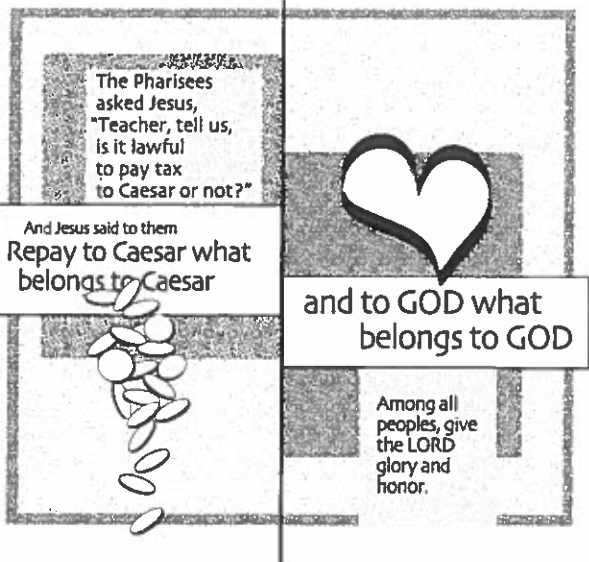 The Pharisees
asked Jesus,
"Teacher, tell us,
is it lawful
to pay tax
to Caesar or not?"
And Jesus said to them
Repay to Caesar what
belongs to Caesar
and to GOD what
belongs to GOD
Among all
peoples, give
the LORD
glory and
honor.